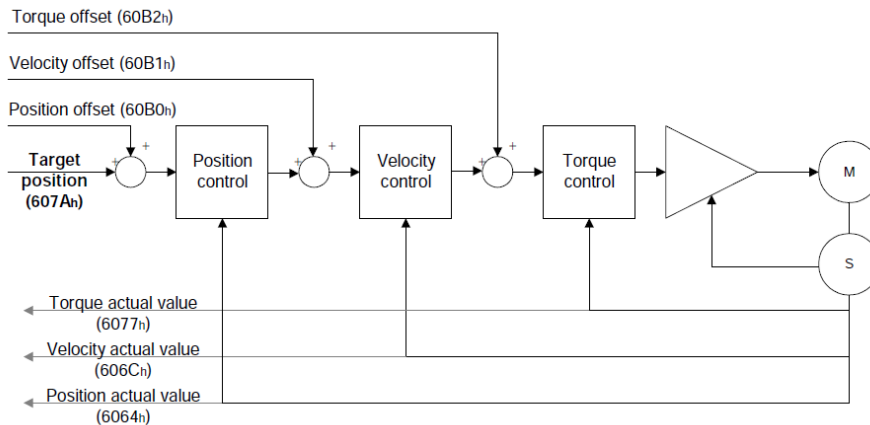 Torque offset (60B2h)
Velocity offset (60B1h)
Position offset (60B0h)
+ + +
+ + +
Target
position
(607Ah)
Position
control
Velocity
control
Torque
control
M
S
Torque actual value
(6077h)
Velocity actual value
(606Ch)
Position actual value
(6064h)